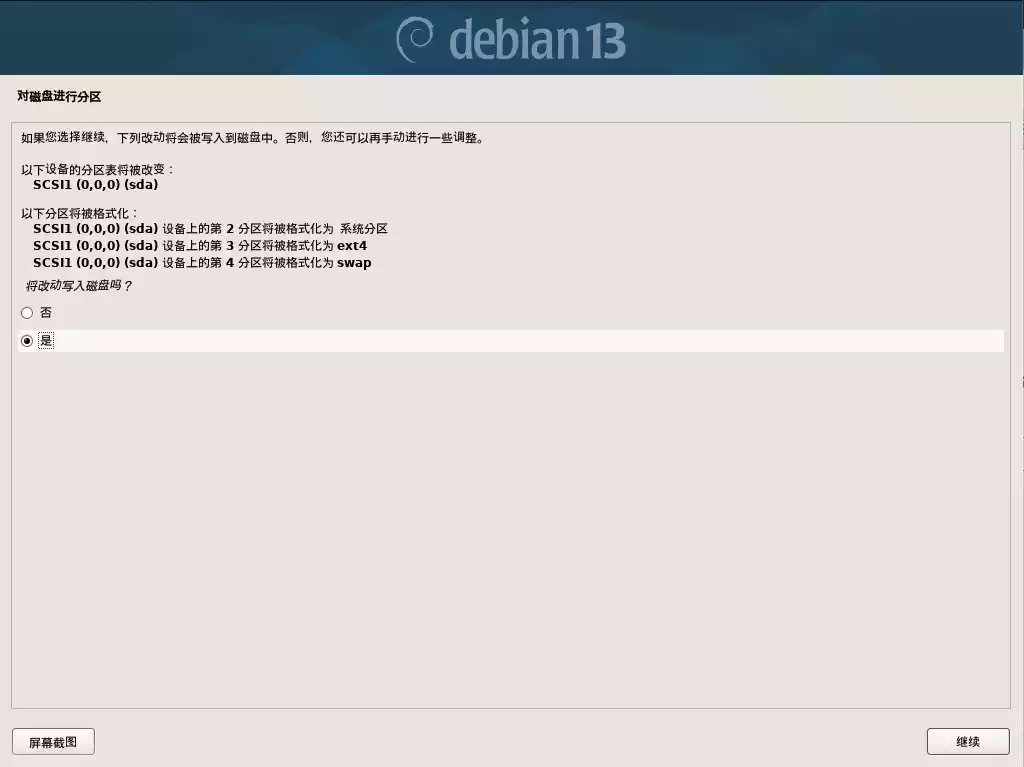 debian 13
对磁盘进行分区
如果您选择继续，下列改动将会被写入到磁盘中。否则，您还可以再手动进行一些调整。
以下设备的分区表将被改变：
SCSI1 (0,0,0) (sda)
以下分区将被格式化：
SCSI1 (0,0,0) (sda) 设备上的第 2 分区将被格式化为 系统分区
SCSI1 (0,0,0) (sda) 设备上的第 3 分区将被格式化为 ext4
SCSI1 (0,0,0) (sda) 设备上的第 4 分区将被格式化为 swap
将改动写入磁盘吗？
否
是
屏幕截图
继续